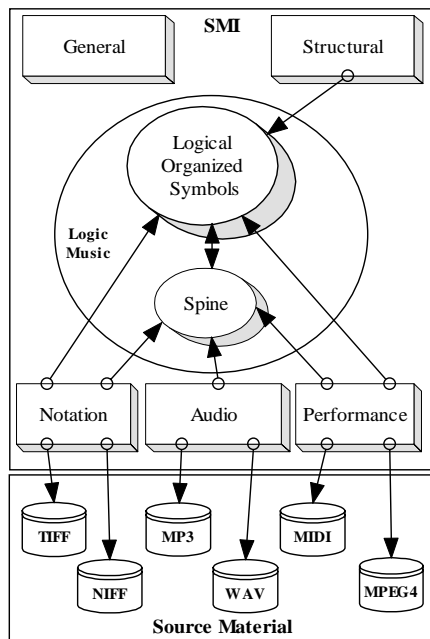 SMI
General
Structural
Logical
Organized
Symbols
Logic
Music
Spine
Notation
Audio
Performance
TIFF
MP3
MIDI
NIFF
WAV
MPEG4
Source Material